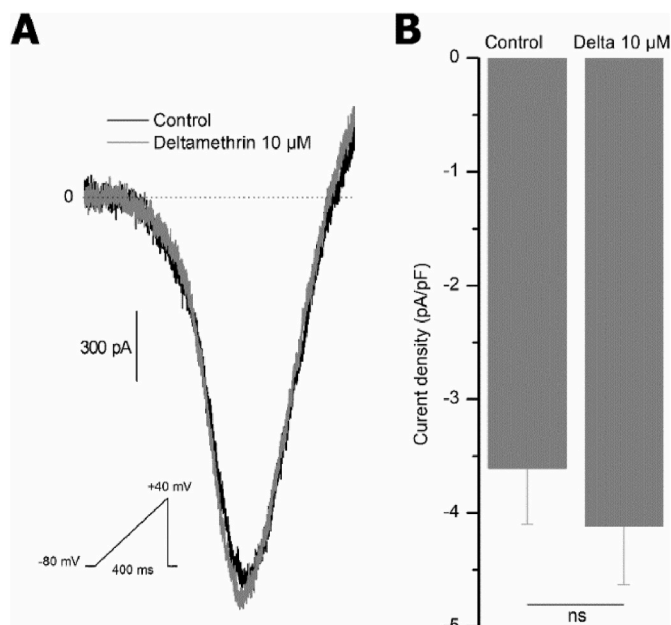 A
Control
Deltamethrin 10 µM
0
300 pA
+40 mV
-80 mV
400 ms
B
Control
Delta 10 µM
0
-1
-2
-3
-4
-5
Curent density (pA/pF)
ns